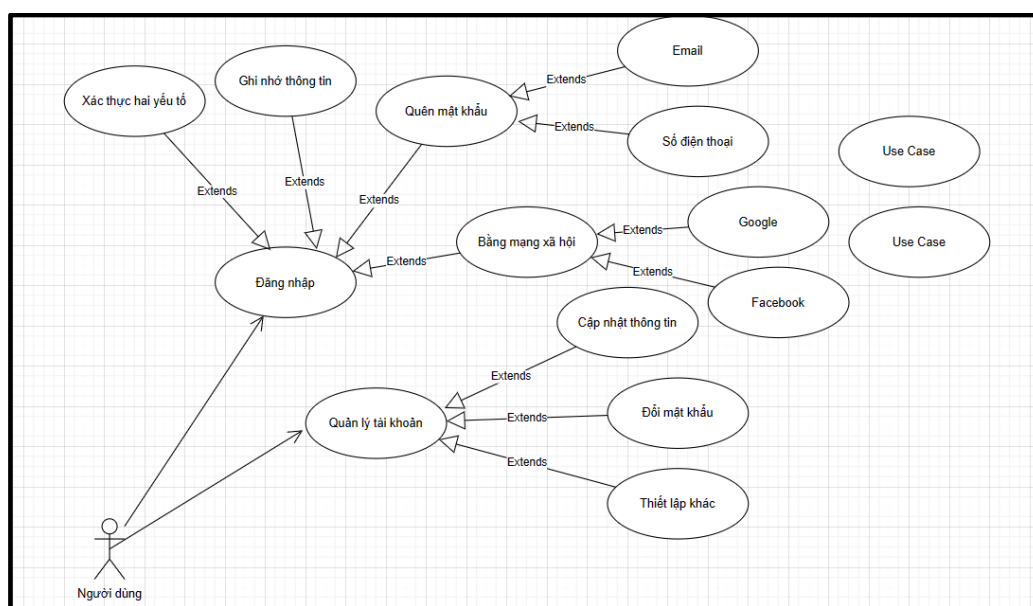 Email
Extends
Ghi nhớ thông tin
Xác thực hai yếu tố
Quên mật khẩu
Extends
Số điện thoại
Use Case
Extends
Extends
Extends
Google
Extends
Bằng mạng xã hội
Use Case
Extends
Extends
Đăng nhập
Facebook
Cập nhật thông tin
Extends
Quản lý tài khoản
Extends
Đổi mật khẩu
Extends
Thiết lập khác
Người dùng